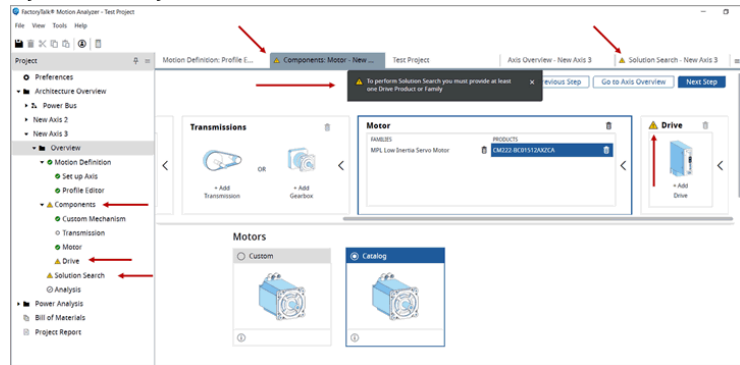 FactoryTalk® Motion Analyzer - Test Project
File View Tools Help
Project
Motion Definition: Profile E...
Components: Motor - New ...
Test Project
Axis Overview - New Axis 3
Solution Search - New Axis 3
Preferences
Architecture Overview
Power Bus
New Axis 2
New Axis 3
Overview
Motion Definition
Set up Axis
Profile Editor
Components
Custom Mechanism
Transmission
Motor
Drive
Solution Search
Analysis
Power Analysis
Bill of Materials
Project Report
To perform Solution Search you must provide at least
one Drive Product or Family
evious Step
Go to Axis Overview
Next Step
Transmissions
OR
+ Add
Transmission
+ Add
Gearbox
Motor
FAMILIES
PRODUCTS
MPL Low Inertia Servo Motor
CM222-BC01512AXZCA
Drive
+ Add
Drive
Motors
Custom
Catalog